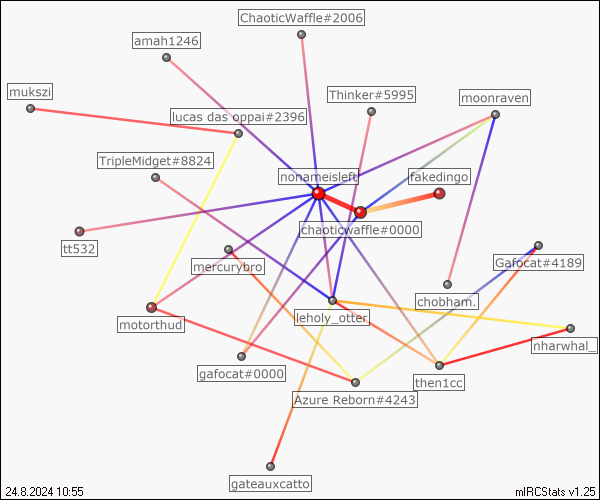 ChaoticWaffle#2006
amah1246
mukszi
Thinker#5995
moonraven
lucas das oppai#2396
TripleMidget#8824
nonameisleft
fakedingo
chaoticwaffle#0000
tt532
mercurybro
Gafocat#4189
chobham.
motorthud
leholy_otter
nharwhal_
gafocat#0000
then1cc
Azure Reborn#4243
gateauxcatto
24.8.2024 10:55
mIRCStats v1.25